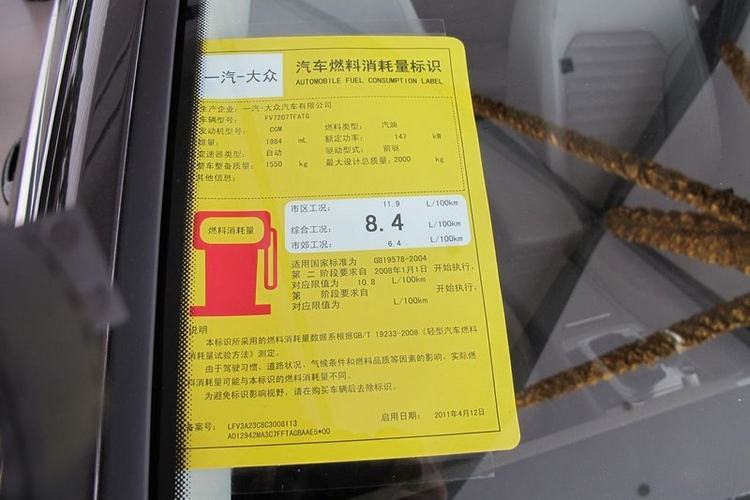 一汽-大众
汽车燃料消耗量标识
AUTOMOBILE FUEL CONSUMPTION LABEL
生产企业: 一汽-大众汽车有限公司
车辆型号: FV7207TFATG
发动机型号: CGM 燃料类型: 汽油
排量: 1984 mL 额定功率: 147 kW
变速器类型: 自动 驱动型式: 前驱
整车整备质量: 1550 kg 最大设计总质量: 2000 kg
其他信息:
燃料消耗量
市区工况: 11.9 L/100km
综合工况: 8.4 L/100km
市郊工况: 6.4 L/100km
适用国家标准为 GB19578-2004
第 二 阶段要求自 2008年1月1日 开始执行,
对应限值为 10.8 L/100km
第 阶段要求自 开始执行,
对应限值为 L/100km
说明
本标识所采用的燃料消耗量数据系根据GB/T 19233-2008《轻型汽车燃料
消耗量试验方法》测定。
由于驾驶习惯、道路状况、气候条件和燃料品质等因素的影响, 实际燃
料消耗量可能与本标识的燃料消耗量不同。
为避免标识影响视野, 请在购买车辆后去除标识。
备案号: LFV3A23C8C3008113
A012942MA3C7FFTAGBAAE5*00
启用日期: 2011年4月12日